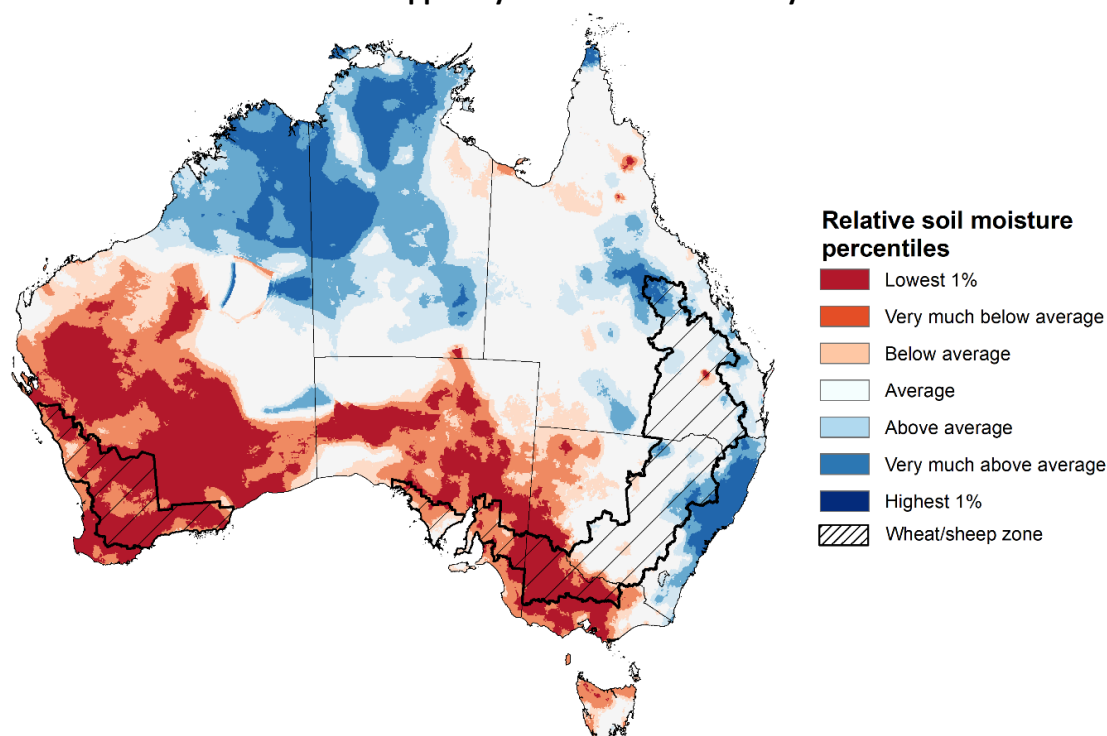 Relative soil moisture
percentiles
Lowest 1%
Very much below average
Below average
Average
Above average
Very much above average
Highest 1%
Wheat/sheep zone